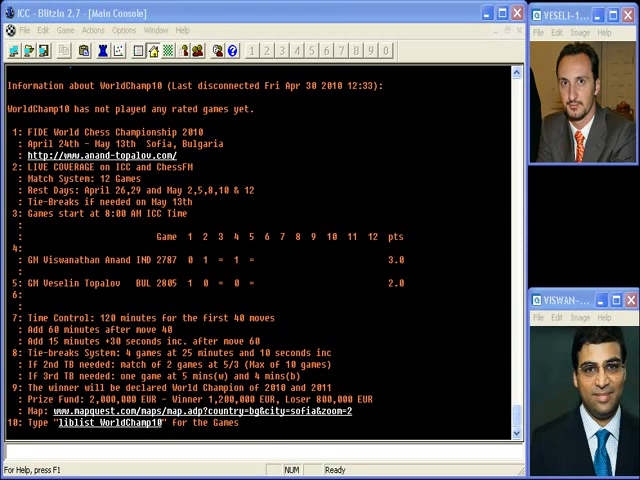 ICC - BlitzIn 2.7 - [Main Console]
File Edit Game Actions Options Window Help
1 2 3 4 5 6 7 8 9 0
Information about WorldChamp10 (Last disconnected Fri Apr 30 2010 12:33):
WorldChamp10 has not played any rated games yet.
1: FIDE World Chess Championship 2010
: April 24th - May 13th Sofia, Bulgaria
: http://www.anand-topalov.com/
2: LIVE COVERAGE on ICC and ChessFM
: Match System: 12 Games
: Rest Days: April 26,29 and May 2,5,8,10 & 12
: Tie-Breaks if needed on May 13th
3: Games start at 8:00 AM ICC Time
:
: Game 1 2 3 4 5 6 7 8 9 10 11 12 pts
4:
: GM Viswanathan Anand IND 2787 0 1 = 1 = 3.0
:
5: GM Veselin Topalov BUL 2805 1 0 = 0 = 2.0
6:
:
7: Time Control: 120 minutes for the first 40 moves
: Add 60 minutes after move 40
: Add 15 minutes +30 seconds inc. after move 60
8: Tie-breaks System: 4 games at 25 minutes and 10 seconds inc
: If 2nd TB needed: match of 2 games at 5/3 (Max of 10 games)
: If 3rd TB needed: one game at 5 mins(w) and 4 mins(b)
9: The winner will be declared World Champion of 2010 and 2011
: Prize Fund: 2,000,000 EUR - Winner 1,200,000 EUR, Loser 800,000 EUR
: Map: www.mapquest.com/maps/map.adp?country=bg&city=sofia&zoom=2
10: Type "liblist WorldChamp10" for the Games
For Help, press F1 NUM Ready
VESELI~1...
File Edit Image Help
VISWAN~...
File Edit Image Help